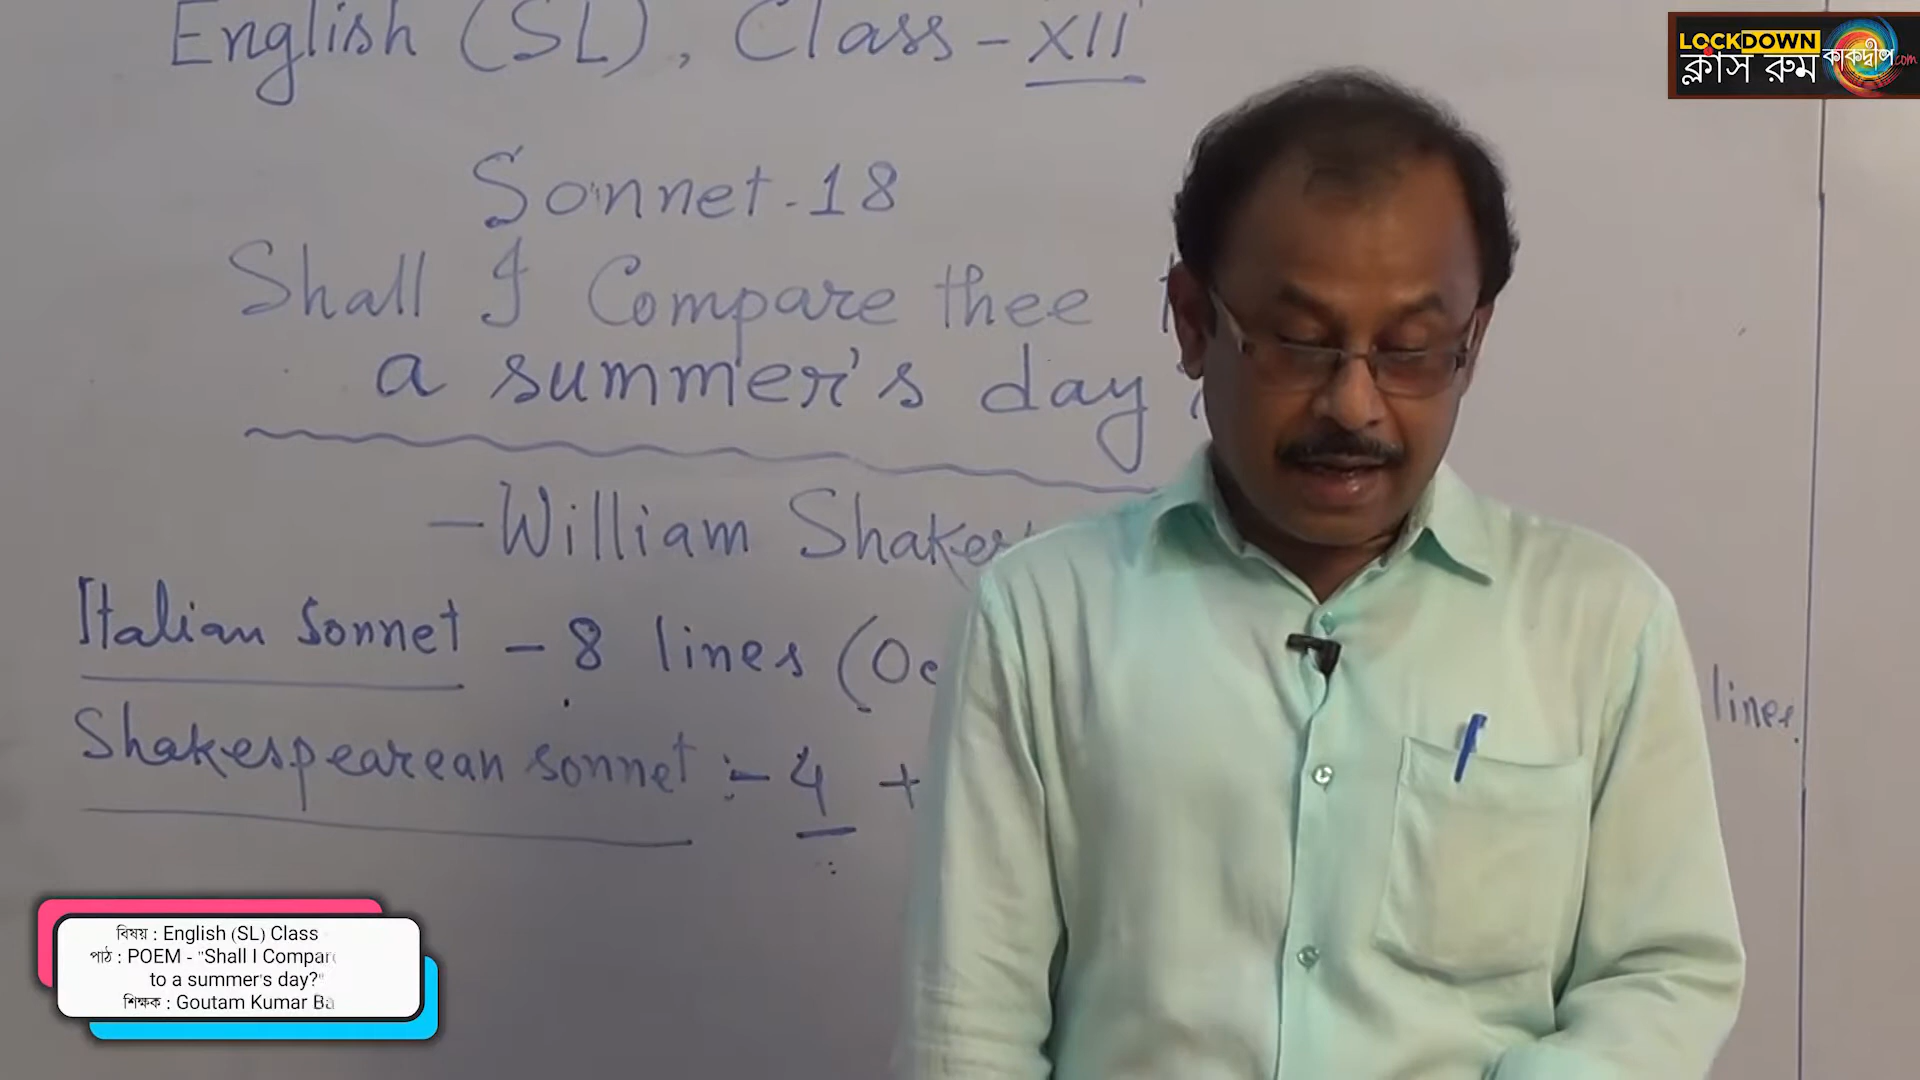 English (SL), Class - XII
LOCKDOWN
ক্লাস রুম
কাকদ্বীপ.com
Sonnet - 18
Shall I Compare thee
a summer's day
- William Shakes
Italian Sonnet - 8 lines (Oc
lines.
Shakespearean sonnet :- 4 +
বিষয় : English (SL) Class
পাঠ : POEM - "Shall I Compar
to a summer's day?"
শিক্ষক : Goutam Kumar Ba